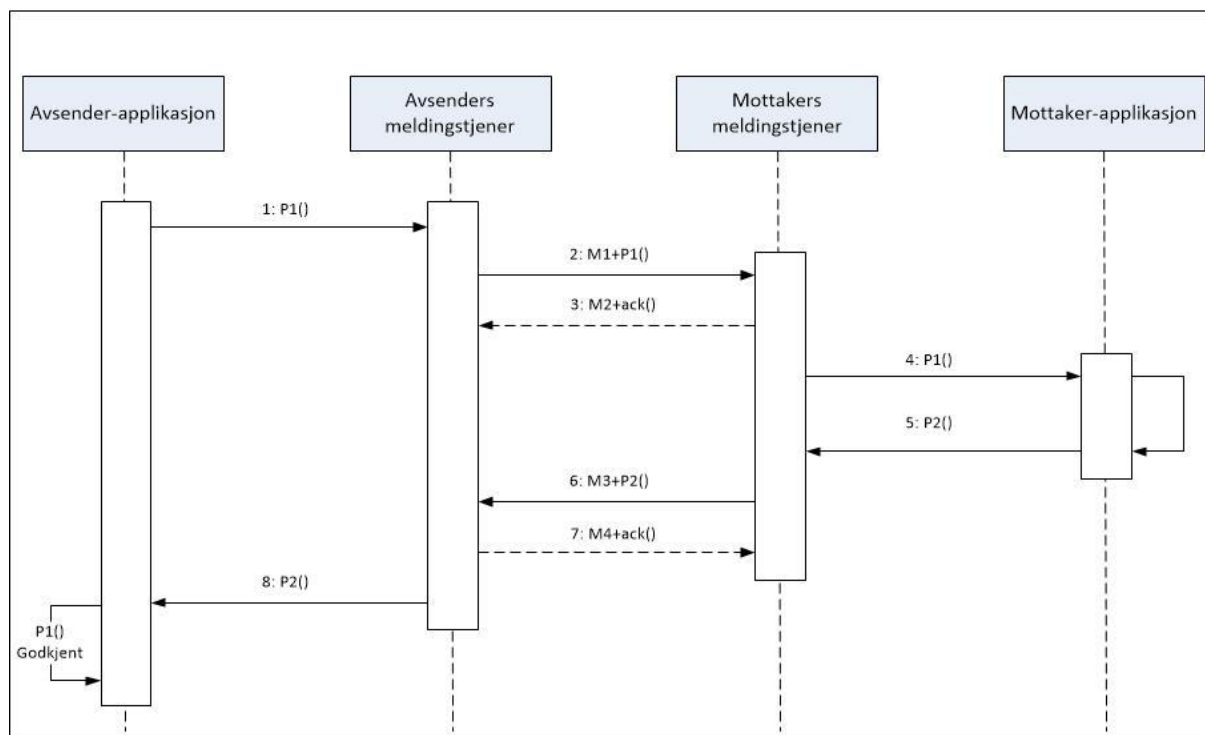 Avsender-applikasjon
Avsenders
meldingstjener
Mottakers
meldingstjener
Mottaker-applikasjon
1: P1()
2: M1+P1()
3: M2+ack()
4: P1()
5: P2()
6: M3+P2()
7: M4+ack()
8: P2()
P1()
Godkjent